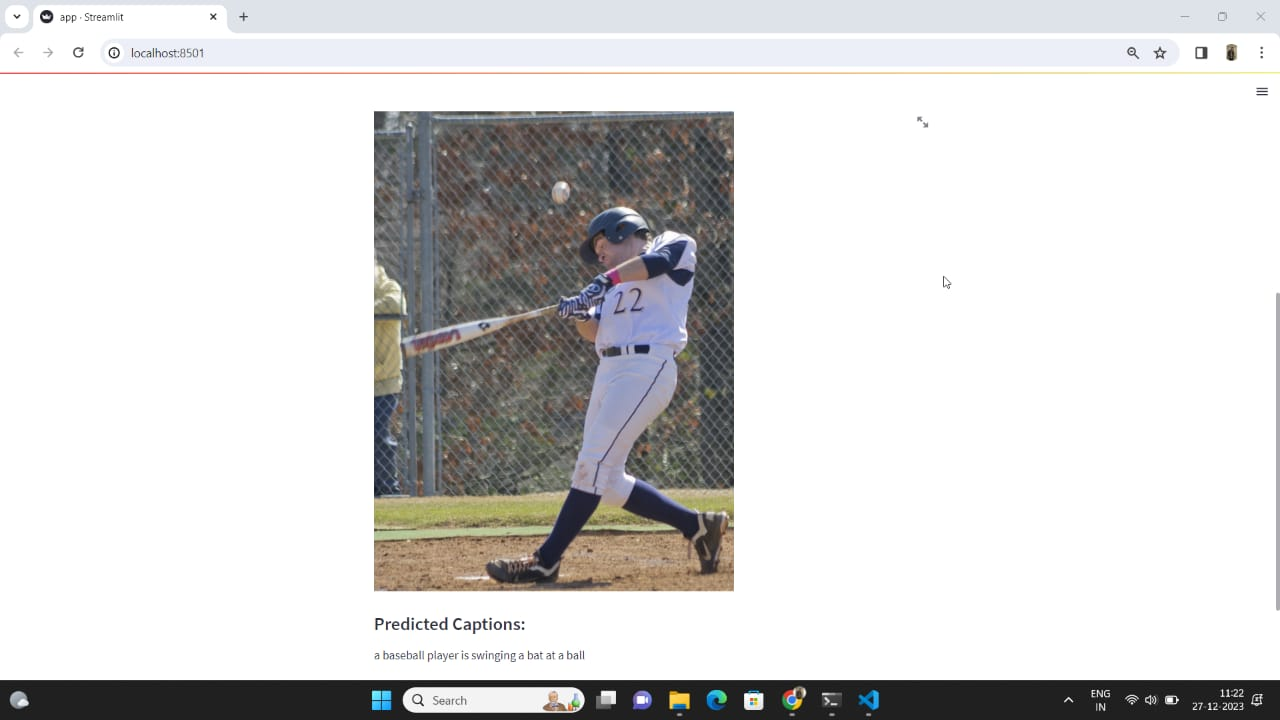 app · Streamlit
localhost:8501
22
Predicted Captions:
a baseball player is swinging a bat at a ball
Search
ENG
IN
11:22
27-12-2023